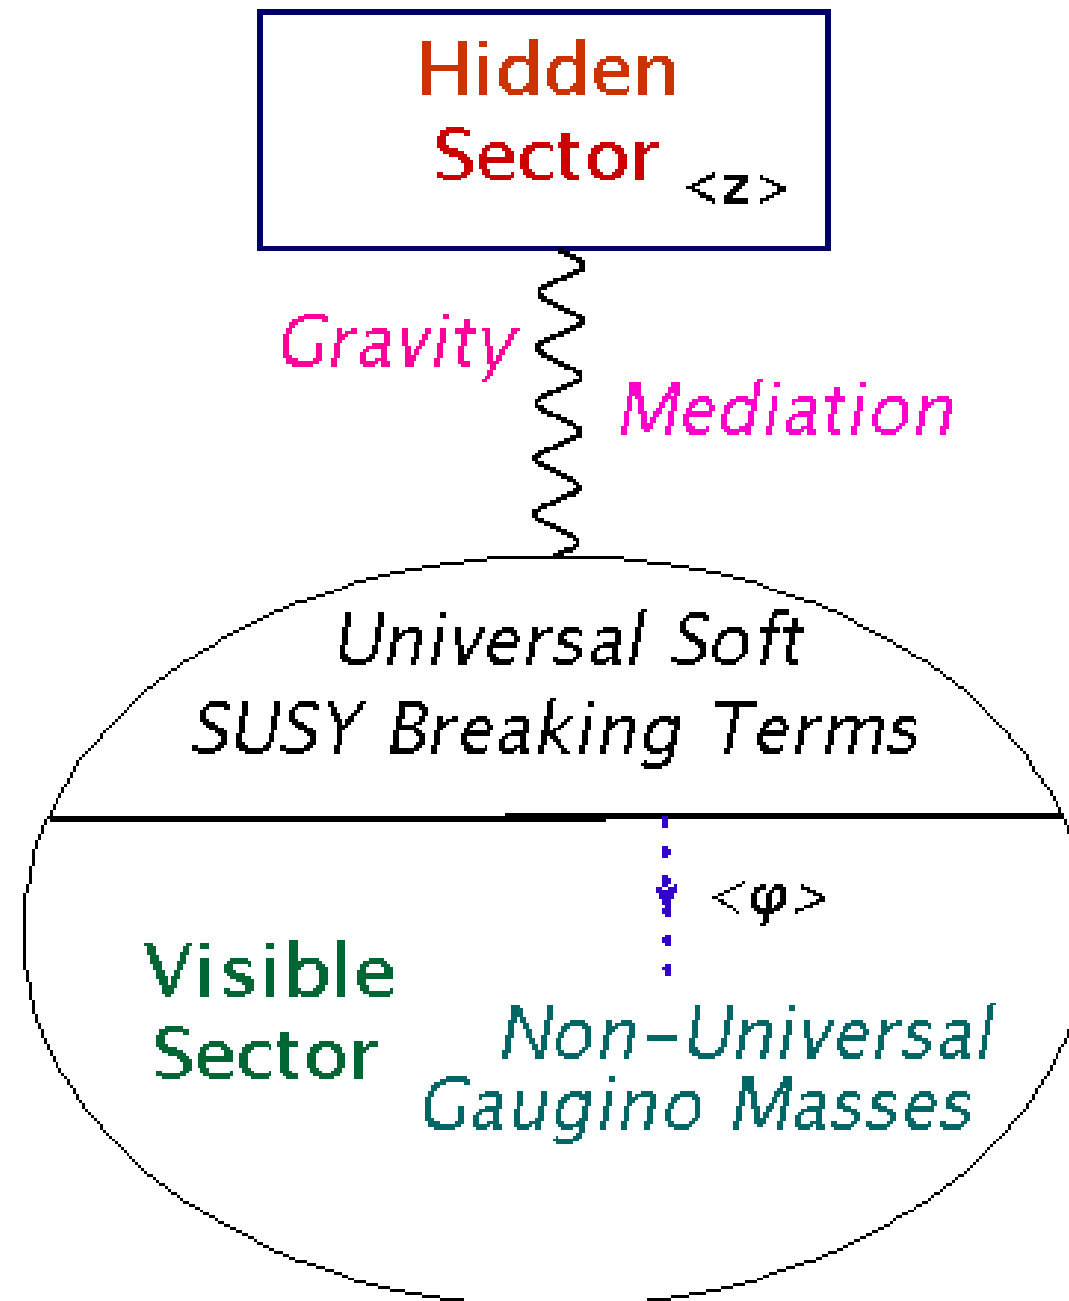 Hidden
Sector
<z>
Gravity
Mediation
Universal Soft
SUSY Breaking Terms
<φ>
Visible
Sector
Non-Universal
Gaugino Masses